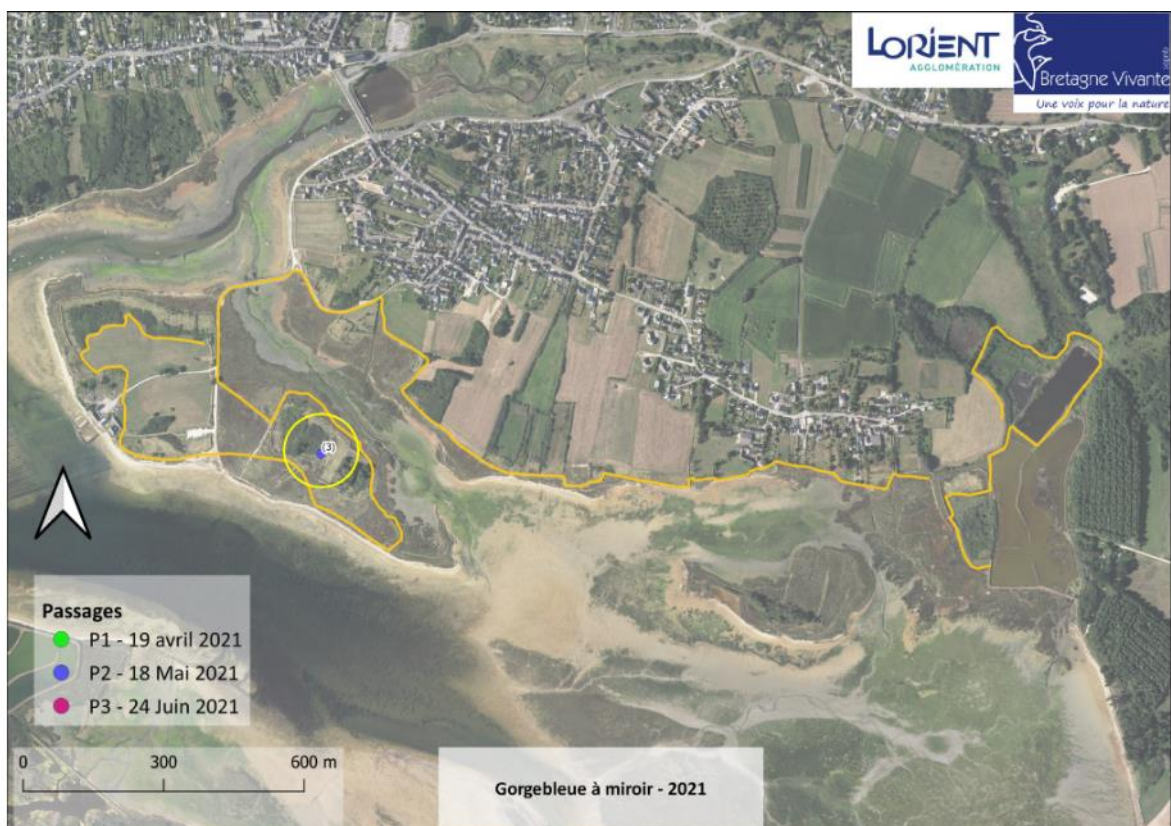 LORIENT
AGGLOMÉRATION
Bretagne Vivante
Une voix pour la nature
(3)
Passages
P1 - 19 avril 2021
P2 - 18 Mai 2021
P3 - 24 Juin 2021
0 300 600 m
Gorgebleue à miroir - 2021